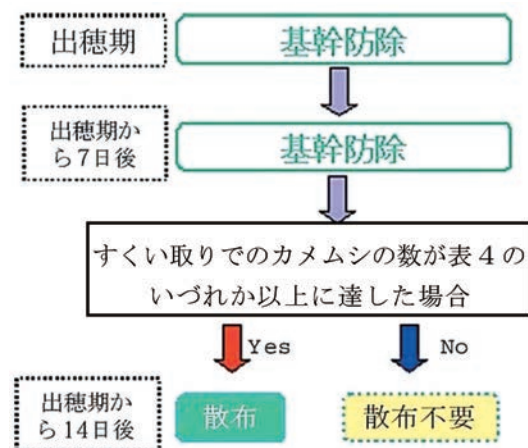 出穂期
基幹防除
出穂期か
ら7日後
基幹防除
すくい取りでのカメムシの数が表4の
いづれか以上に達した場合
Yes
No
出穂期か
ら14日後
散布
散布不要